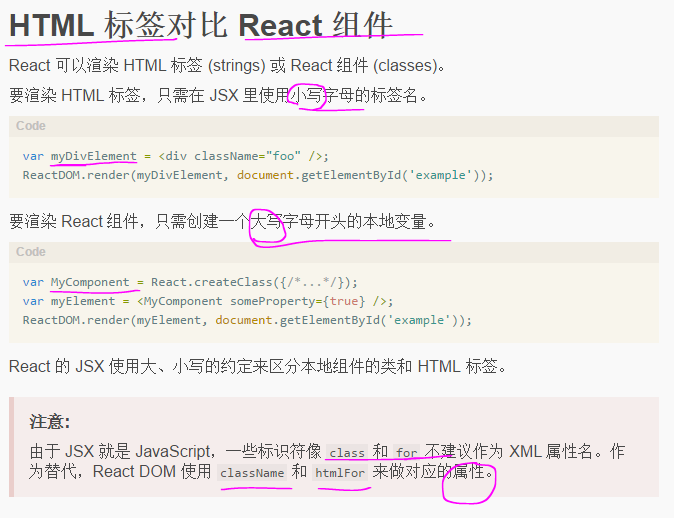 HTML 标签对比 React 组件
React 可以渲染 HTML 标签 (strings) 或 React 组件 (classes)。
要渲染 HTML 标签，只需在 JSX 里使用小写字母的标签名。
Code
var myDivElement = <div className="foo" />;
ReactDOM.render(myDivElement, document.getElementById('example'));
要渲染 React 组件，只需创建一个大写字母开头的本地变量。
Code
var MyComponent = React.createClass({/*...*/});
var myElement = <MyComponent someProperty={true} />;
ReactDOM.render(myElement, document.getElementById('example'));
React 的 JSX 使用大、小写的约定来区分本地组件的类和 HTML 标签。
注意:
由于 JSX 就是 JavaScript，一些标识符像 class 和 for 不建议作为 XML 属性名。作
为替代，React DOM 使用 className 和 htmlFor 来做对应的属性。